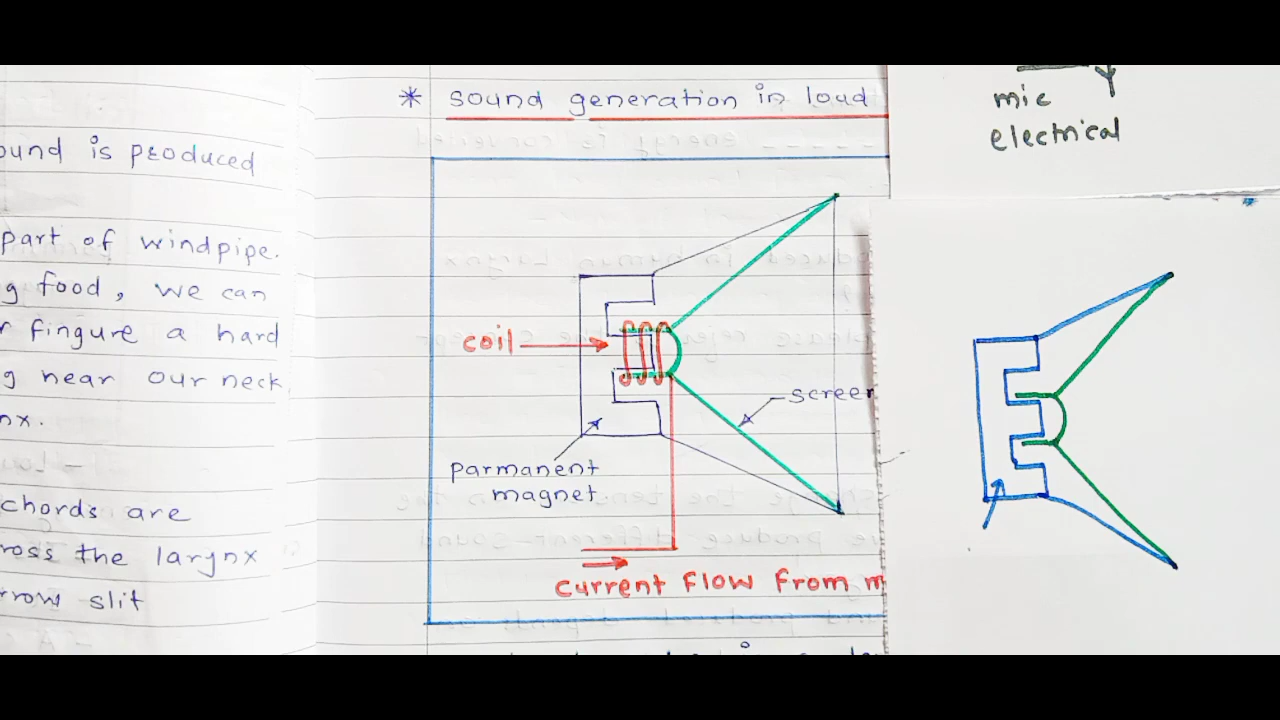 ound is produced
part of windpipe.
g food, we can
r fingure a hard
g near our neck
nx.
chords are
ross the larynx
rrow slit
* sound generation in loud
coil
screen
parmanent
magnet.
current flow from m
mic
electrical